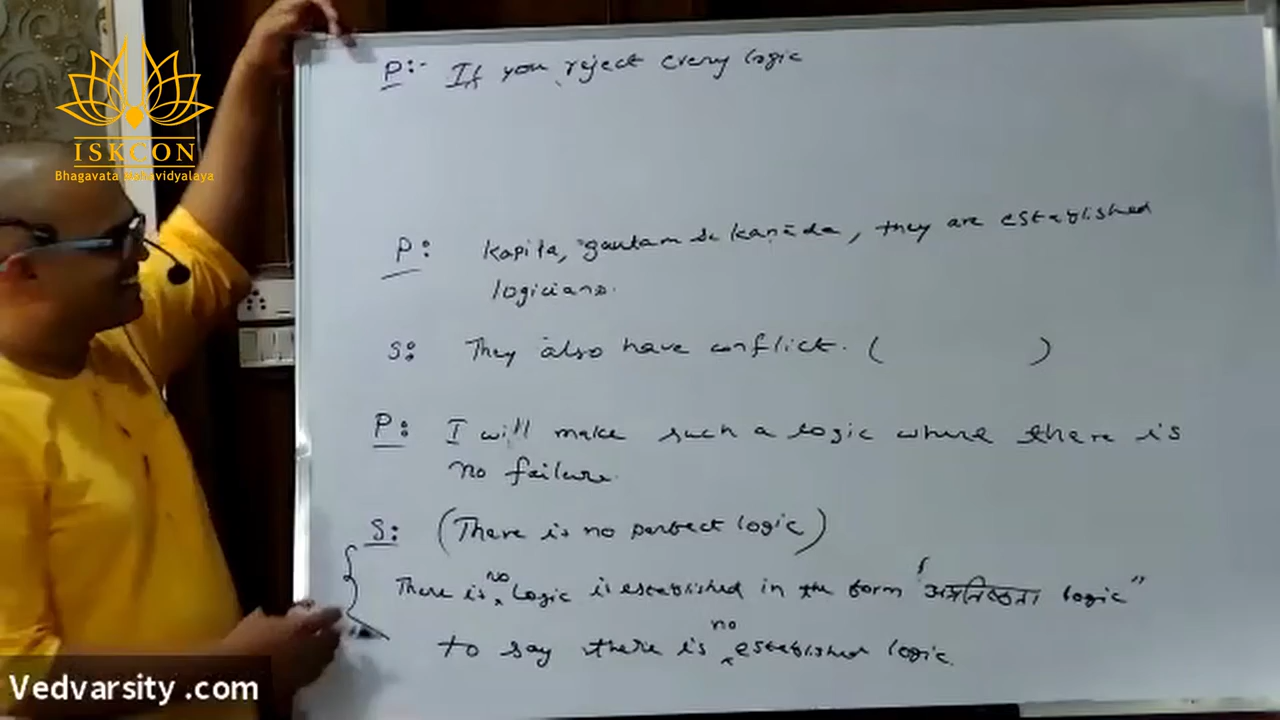 ISKCON
Bhagavata Mahavidyalaya
P:- If you reject every logic
P: Kapila, gautam & kaṇāda, they are established
logicians.
S: They also have conflict. ( )
P: I will make such a logic where there is
no failure.
S: (There is no perfect logic)
There is no logic is established in the form "अप्रतिष्ठिता logic"
to say there is no established logic.
Vedvarsity .com